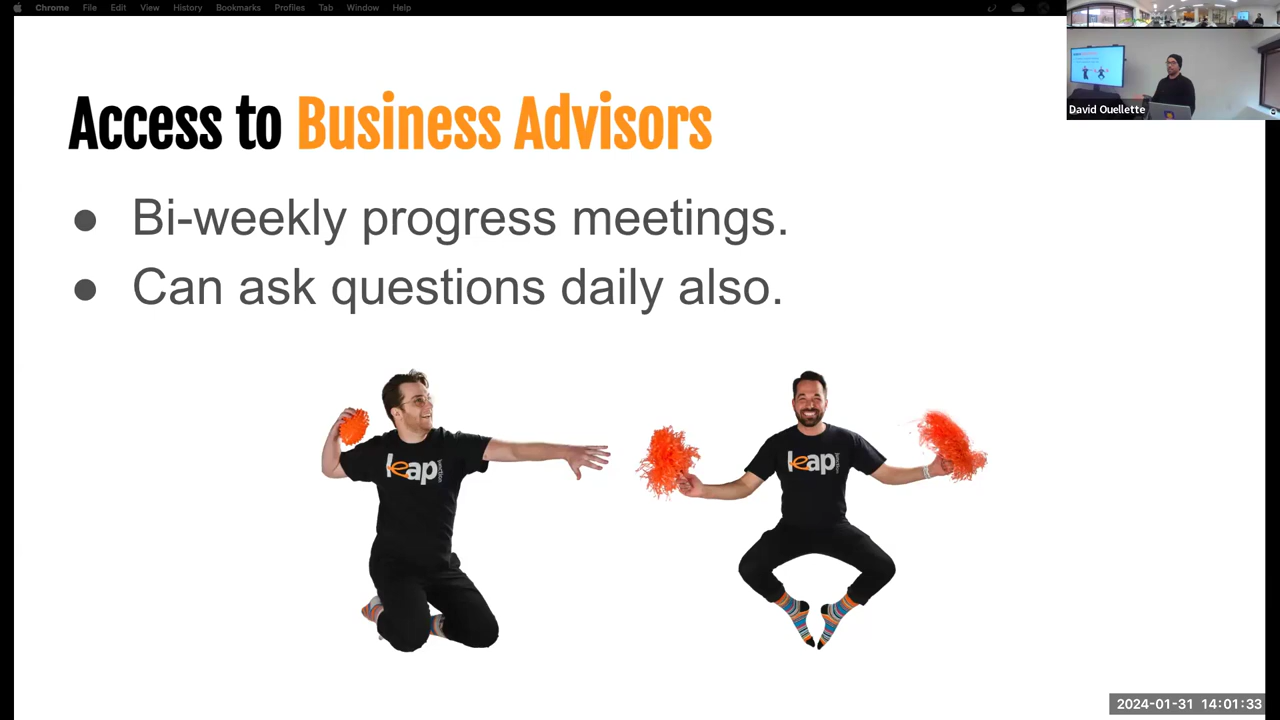 Chrome File Edit View History Bookmarks Profiles Tab Window Help
David Ouellette
Access to Business Advisors
● Bi-weekly progress meetings.
● Can ask questions daily also.
leap
leap
2024-01-31 14:01:33